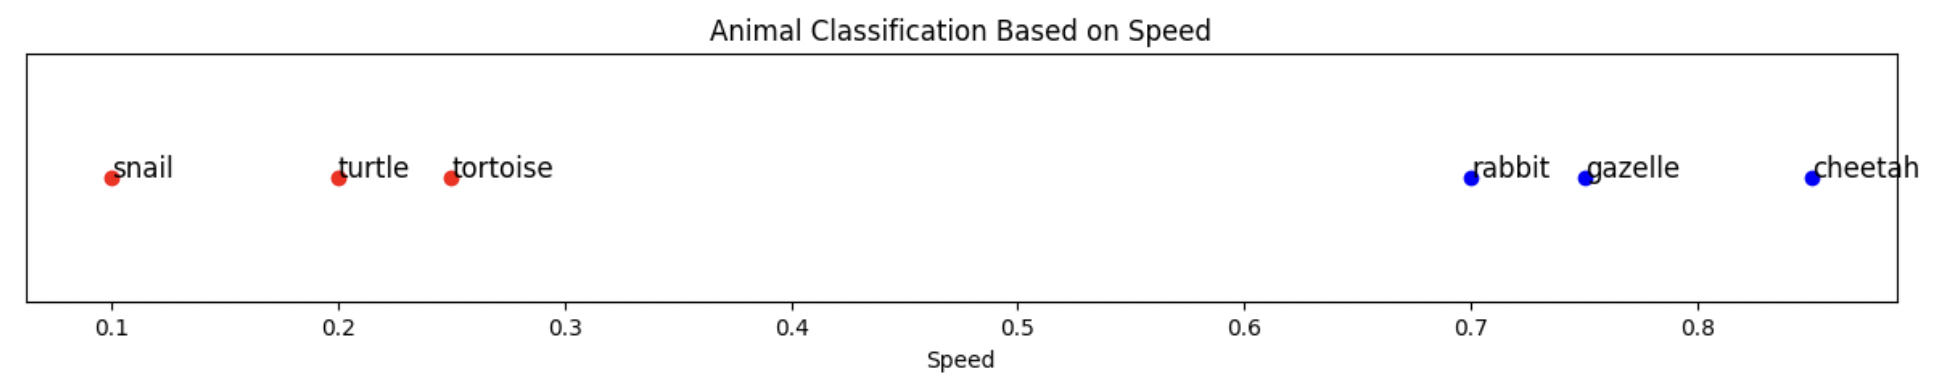 Animal Classification Based on Speed
snail turtle tortoise rabbit gazelle cheetah
0.1 0.2 0.3 0.4 0.5 0.6 0.7 0.8
Speed